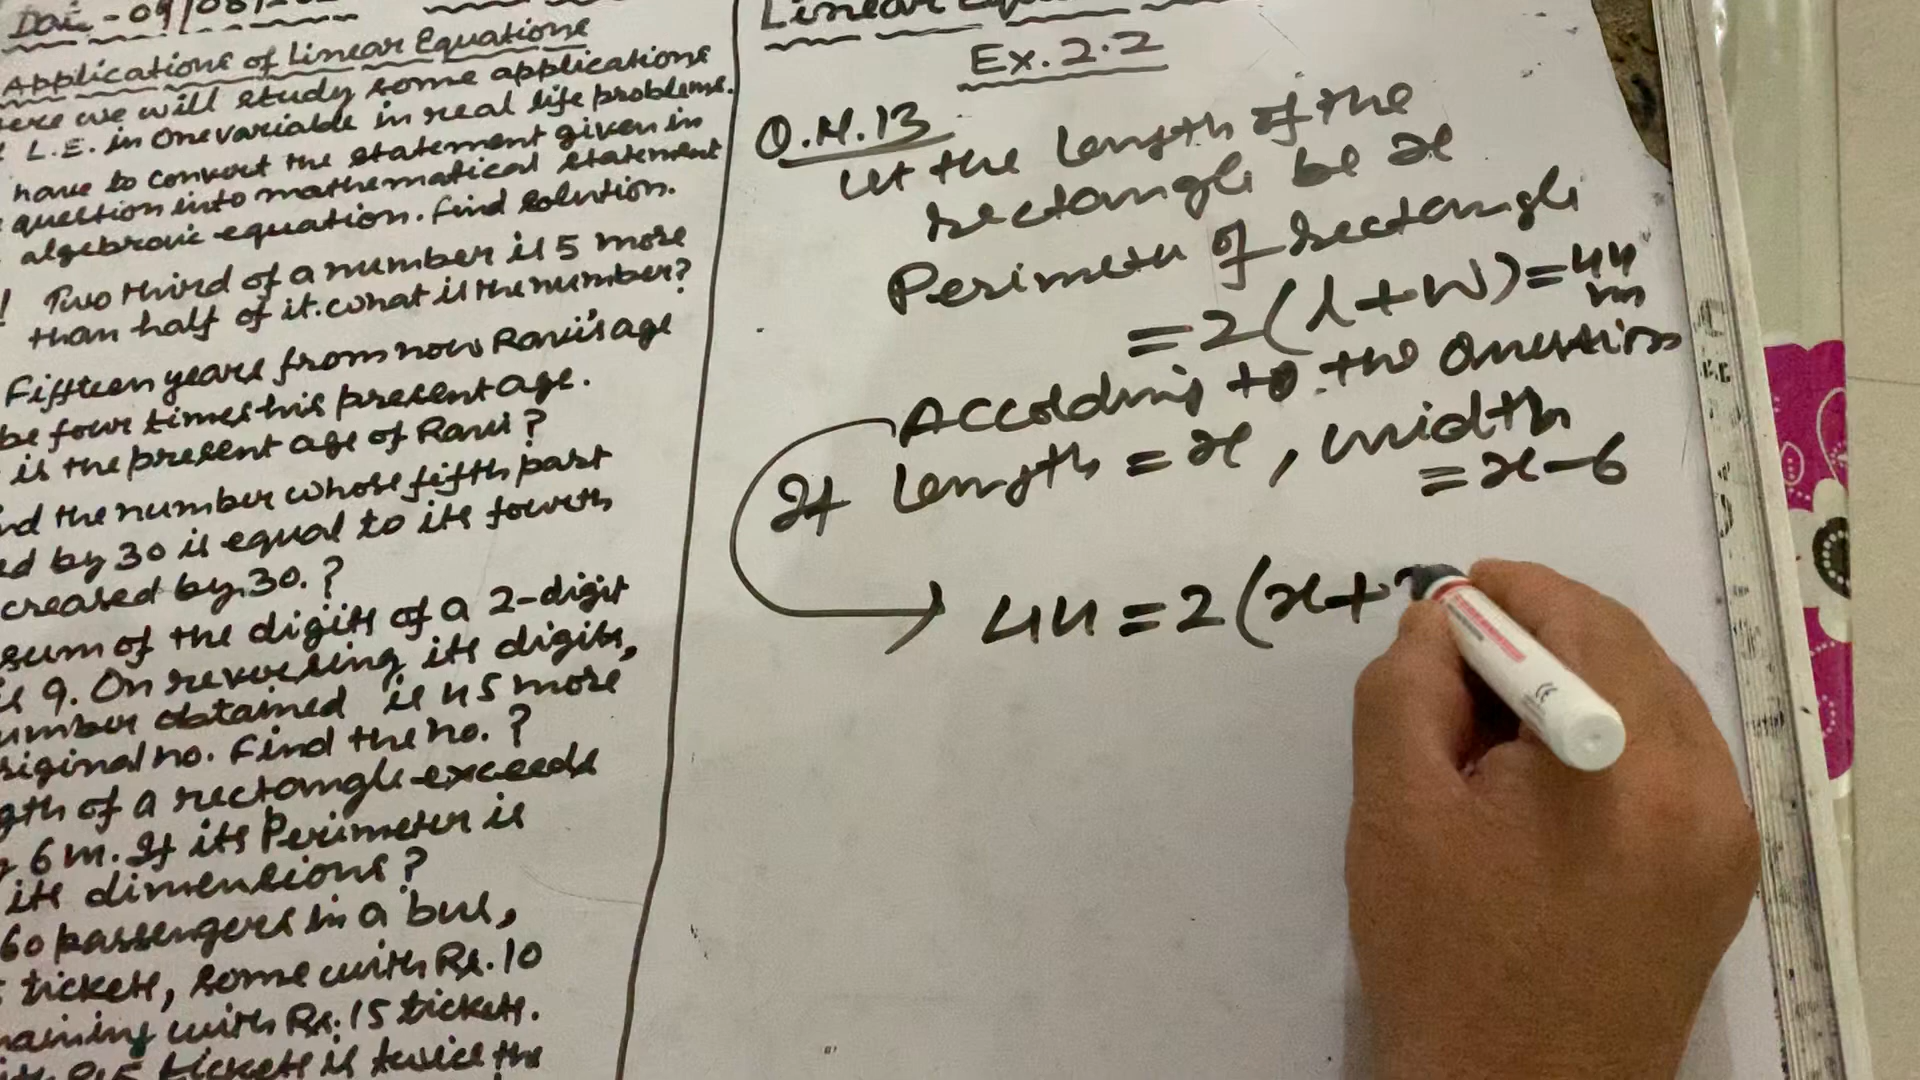 Applications of Linear Equations
we will study some applications
L.E. in one variable in real life problems.
have to convert the statement given in
question into mathematical statement
algebraic equation. Find solution.
Two third of a number is 5 more
than half of it. What is the number?
Fifteen years from now Ravi's age
be four times his present age.
is the present age of Ravi?
the number whose fifth part
by 30 is equal to its fourth
by 30.?
sum of the digits of a 2-digit
9. On reversing its digits,
number obtained is 45 more
no. Find the no.?
of a rectangle exceeds
6 m. If its Perimeter is
its dimensions?
60 passengers in a bus,
tickets, some with Rs. 10
with Rs. 15 tickets.
tickets is twice the
Linear
Ex. 2.2
Q.N.13
Let the length of the
rectangle be x
Perimeter of rectangle
= 2(l+w) = 44
m
According to the Question
If length = x, width
= x-6
44 = 2(x+